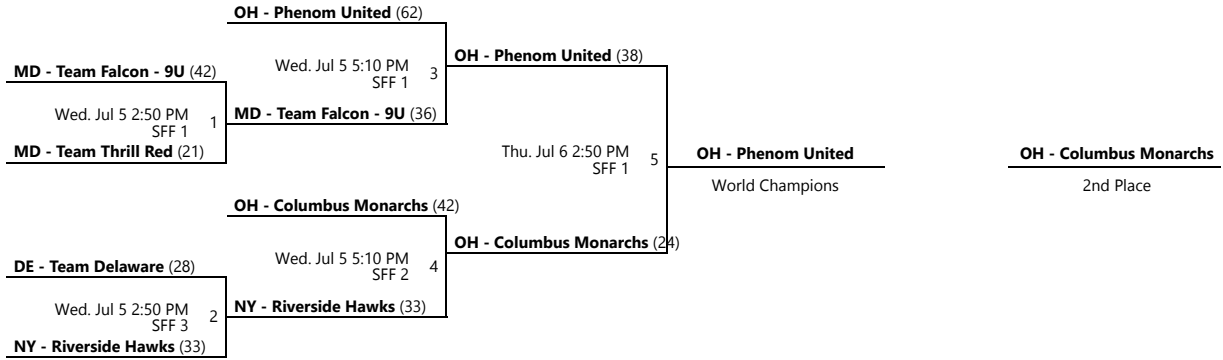 OH - Phenom United (62)
OH - Phenom United (38)
Wed. Jul 5 5:10 PM
SFF 1
3
MD - Team Falcon - 9U (42)
Wed. Jul 5 2:50 PM
SFF 1
1
MD - Team Falcon - 9U (36)
MD - Team Thrill Red (21)
Thu. Jul 6 2:50 PM
SFF 1
5
OH - Phenom United
World Champions
OH - Columbus Monarchs
2nd Place
OH - Columbus Monarchs (42)
OH - Columbus Monarchs (24)
Wed. Jul 5 5:10 PM
SFF 2
4
DE - Team Delaware (28)
Wed. Jul 5 2:50 PM
SFF 3
2
NY - Riverside Hawks (33)
NY - Riverside Hawks (33)